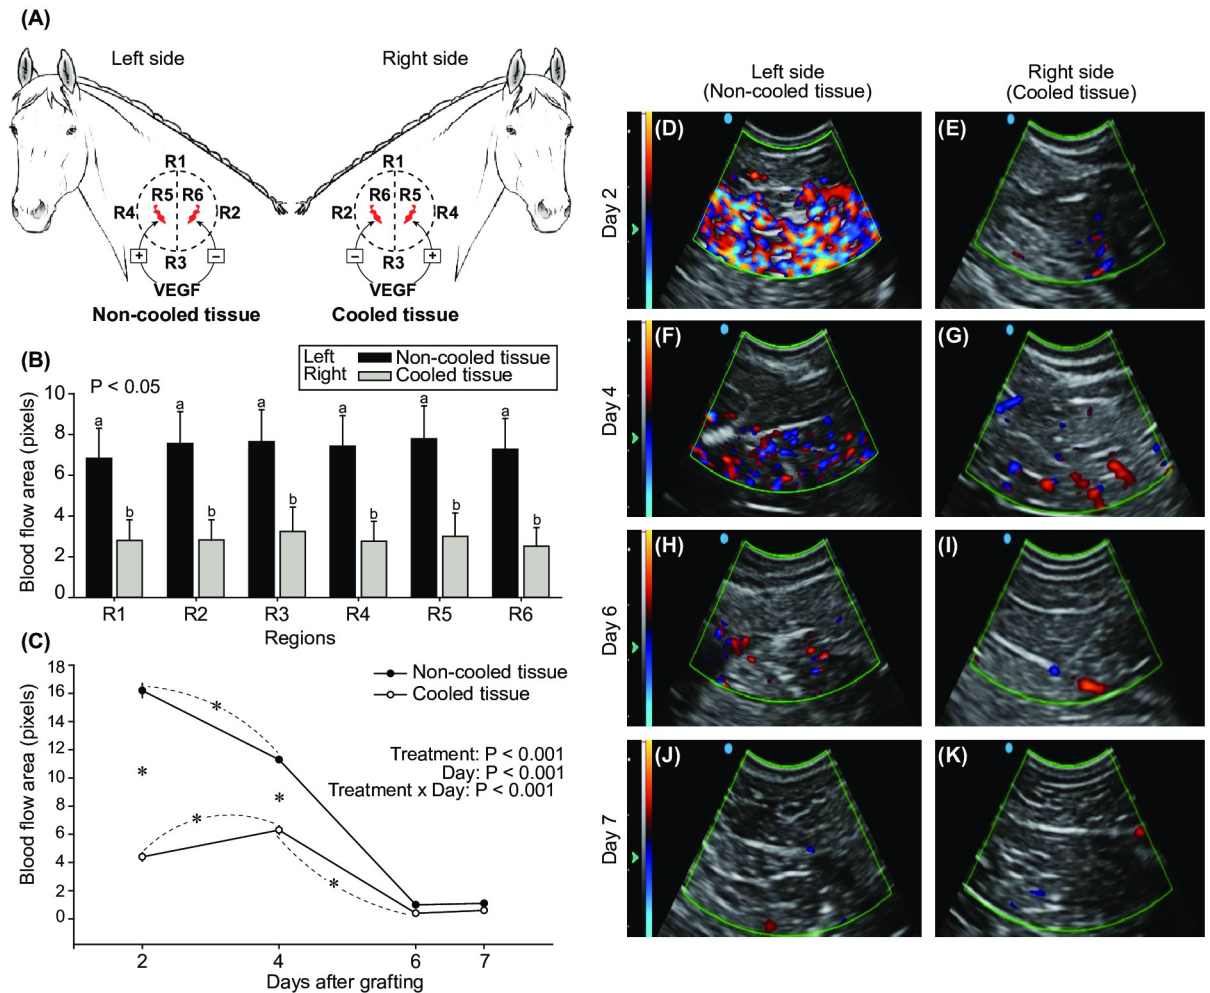 (A)
Left side
Right side
R1
R5 R6
R4
R2
R3
+
−
VEGF
Non-cooled tissue
R1
R6 R5
R2
R4
R3
−
+
VEGF
Cooled tissue
(B)
Left Non-cooled tissue
Right Cooled tissue
P < 0.05
Blood flow area (pixels)
10
8
6
4
2
0
a
b
a
b
a
b
a
b
a
b
a
b
R1 R2 R3 R4 R5 R6
Regions
(C)
Non-cooled tissue
Cooled tissue
Blood flow area (pixels)
18
16
14
12
10
8
6
4
2
0
*
*
*
*
*
Treatment: P < 0.001
Day: P < 0.001
Treatment x Day: P < 0.001
2 4 6 7
Days after grafting
Left side
(Non-cooled tissue)
Right side
(Cooled tissue)
Day 2
(D)
(E)
Day 4
(F)
(G)
Day 6
(H)
(I)
Day 7
(J)
(K)